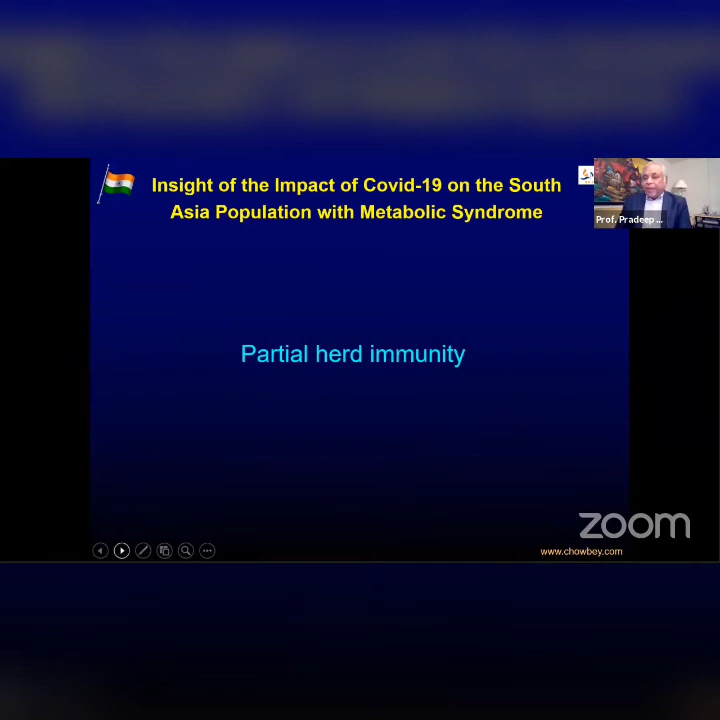 Insight of the Impact of Covid-19 on the South
Asia Population with Metabolic Syndrome
Prof. Pradeep ...
Partial herd immunity
zoom
www.chowbey.com